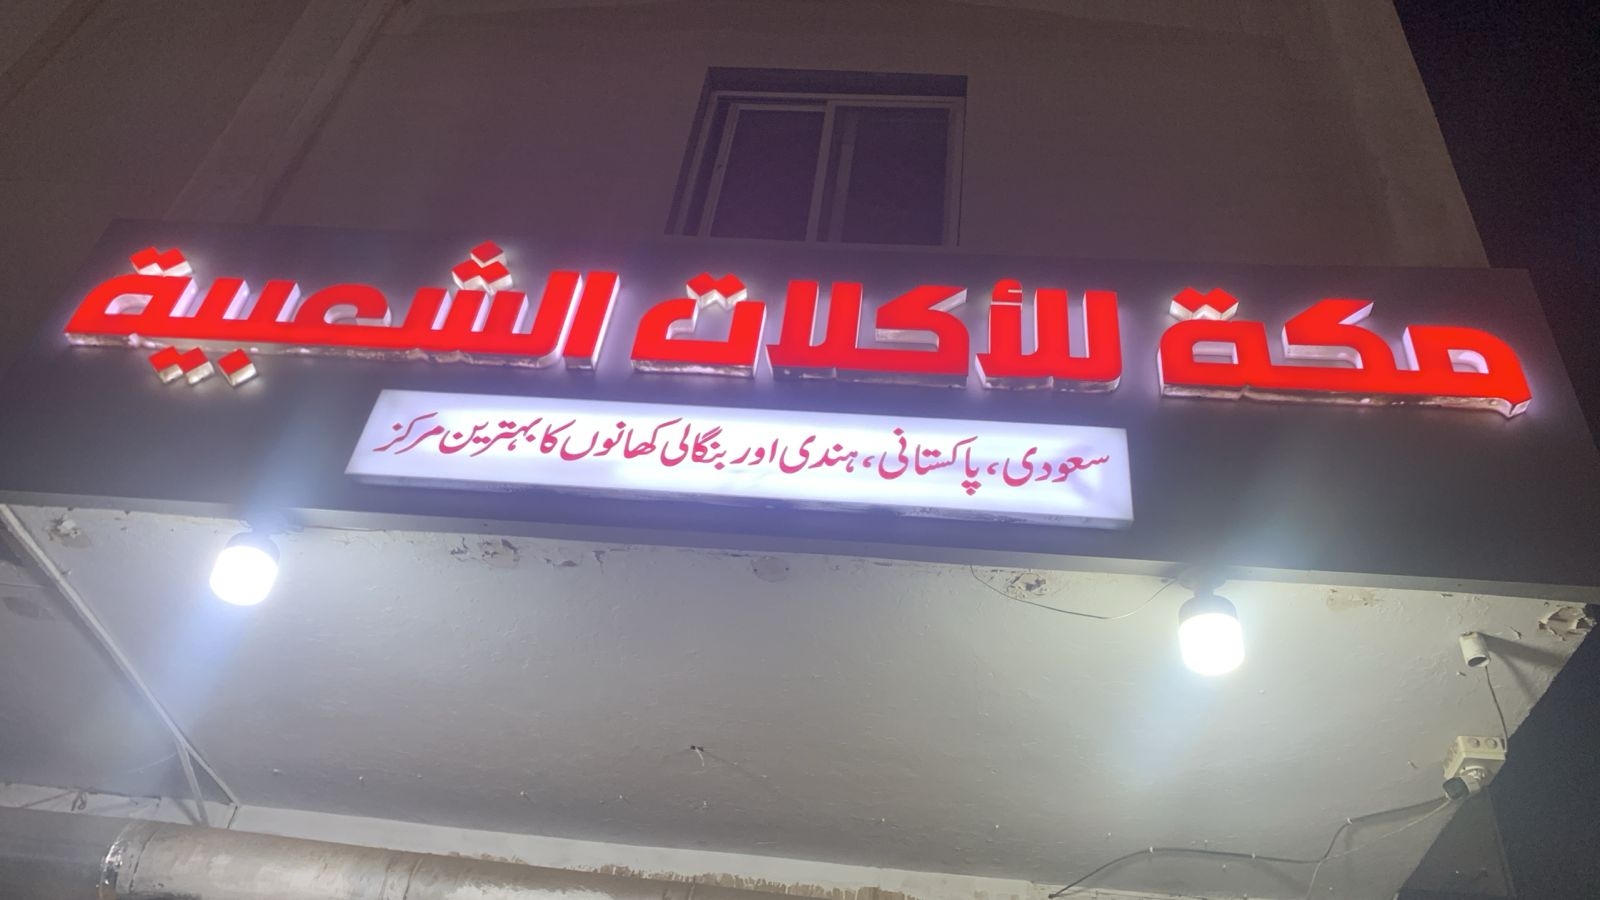 مكة للأكلات الشعبية
سعودی، پاکستانی، ہندی اور بنگالی کھانوں کا بہترین مرکز